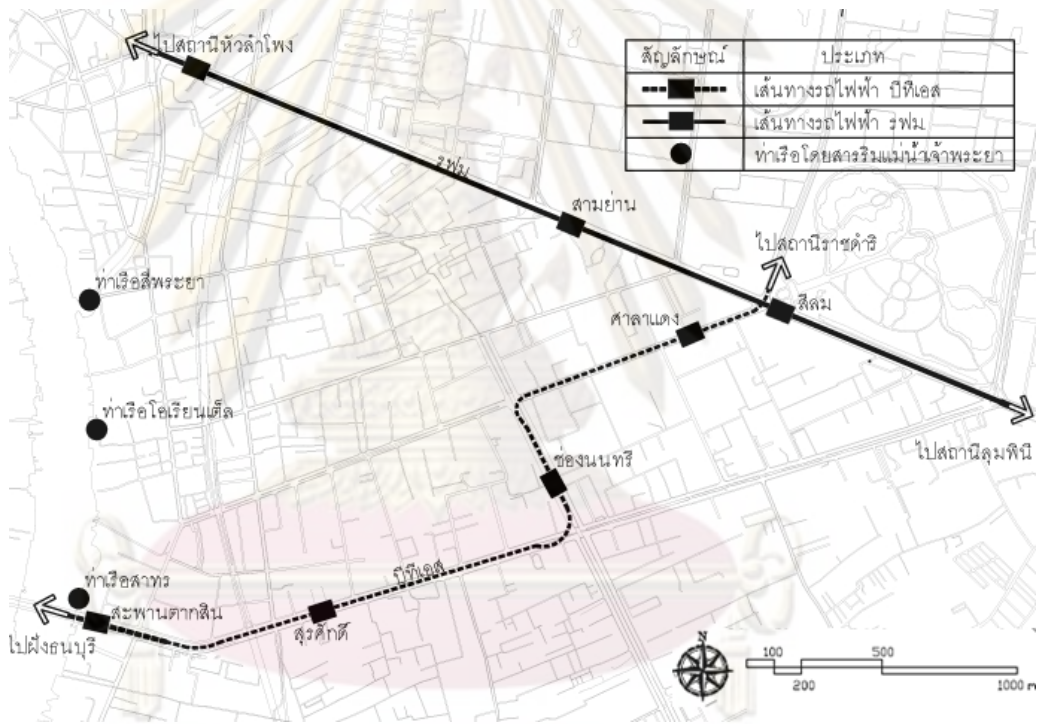 ไปสถานีหัวลำโพง
สัญลักษณ์ ประเภท
เส้นทางรถไฟฟ้า บีทีเอส
เส้นทางรถไฟฟ้า รฟม.
ท่าเรือโดยสารริมแม่น้ำเจ้าพระยา
รฟม
สามย่าน
ไปสถานีราชดำริ
ท่าเรือสี่พระยา
ศาลาแดง
สีลม
ท่าเรือโอเรียนเต็ล
ช่องนนทรี
ไปสถานีลุมพินี
บีทีเอส
ท่าเรือสาทร
สะพานตากสิน
สุรศักดิ์
ไปฝั่งธนบุรี
N
100 500
200 1000 m